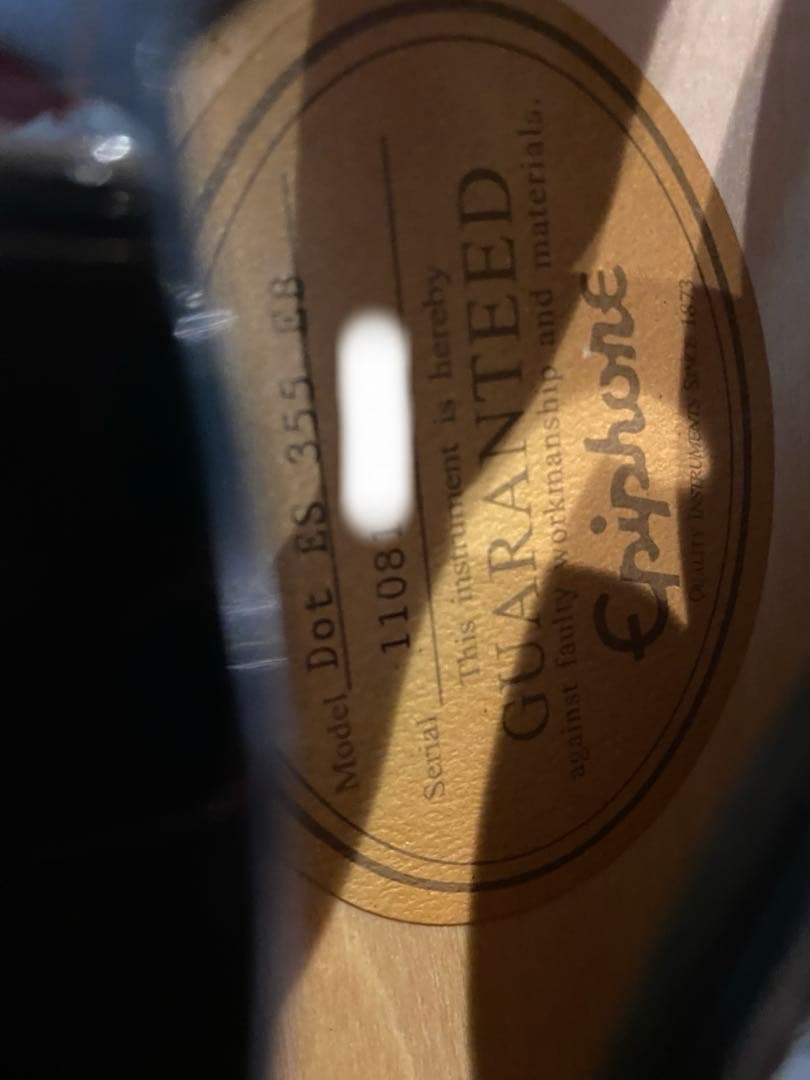 Model Dot ES 355 EB
11081
Serial
This instrument is hereby
GUARANTEED
against faulty workmanship and materials.
Epiphone
QUALITY INSTRUMENTS SINCE 1873